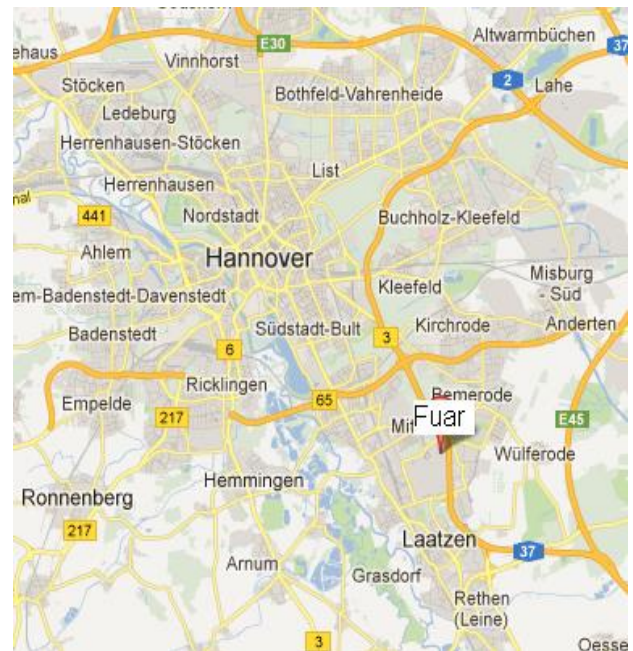 E30
Altwarmbüchen
37
ehaus
Vinnhorst
2
Lahe
Stöcken
Bothfeld-Vahrenheide
Ledeburg
Herrenhausen-Stöcken
List
Herrenhausen
nal
441
Nordstadt
Buchholz-Kleefeld
Ahlem
Hannover
Misburg
- Süd
Kleefeld
em-Badenstedt-Davenstedt
Badenstedt
Südstadt-Bult
3
Kirchrode
Anderten
6
Ricklingen
65
Bemerode
Empelde
217
Fuar
Mit
E45
Wülferode
Hemmingen
Ronnenberg
217
Laatzen
37
Arnum
Grasdorf
Rethen
(Leine)
3
Oesse